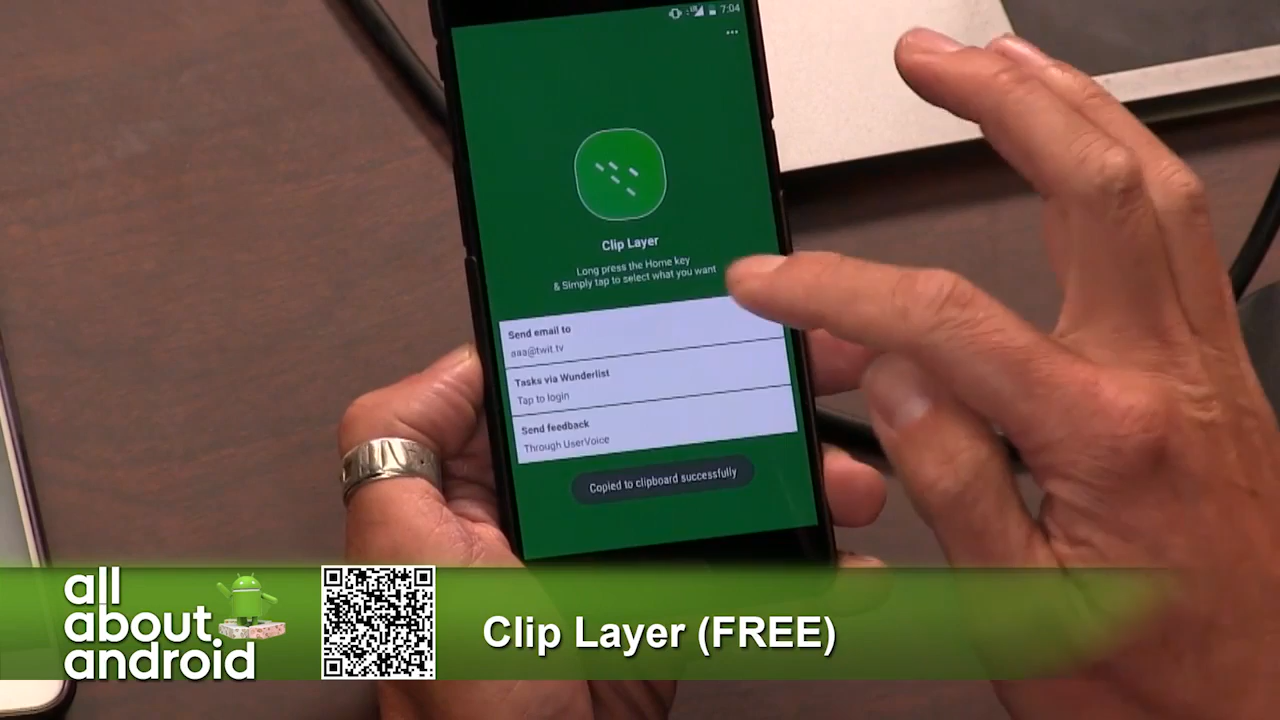 7:04
Clip Layer
Long press the Home key
& Simply tap to select what you want
Send email to
aaa@twit.tv
Tasks via Wunderlist
Tap to login
Send feedback
Through UserVoice
Copied to clipboard successfully
all
about
android
Clip Layer (FREE)